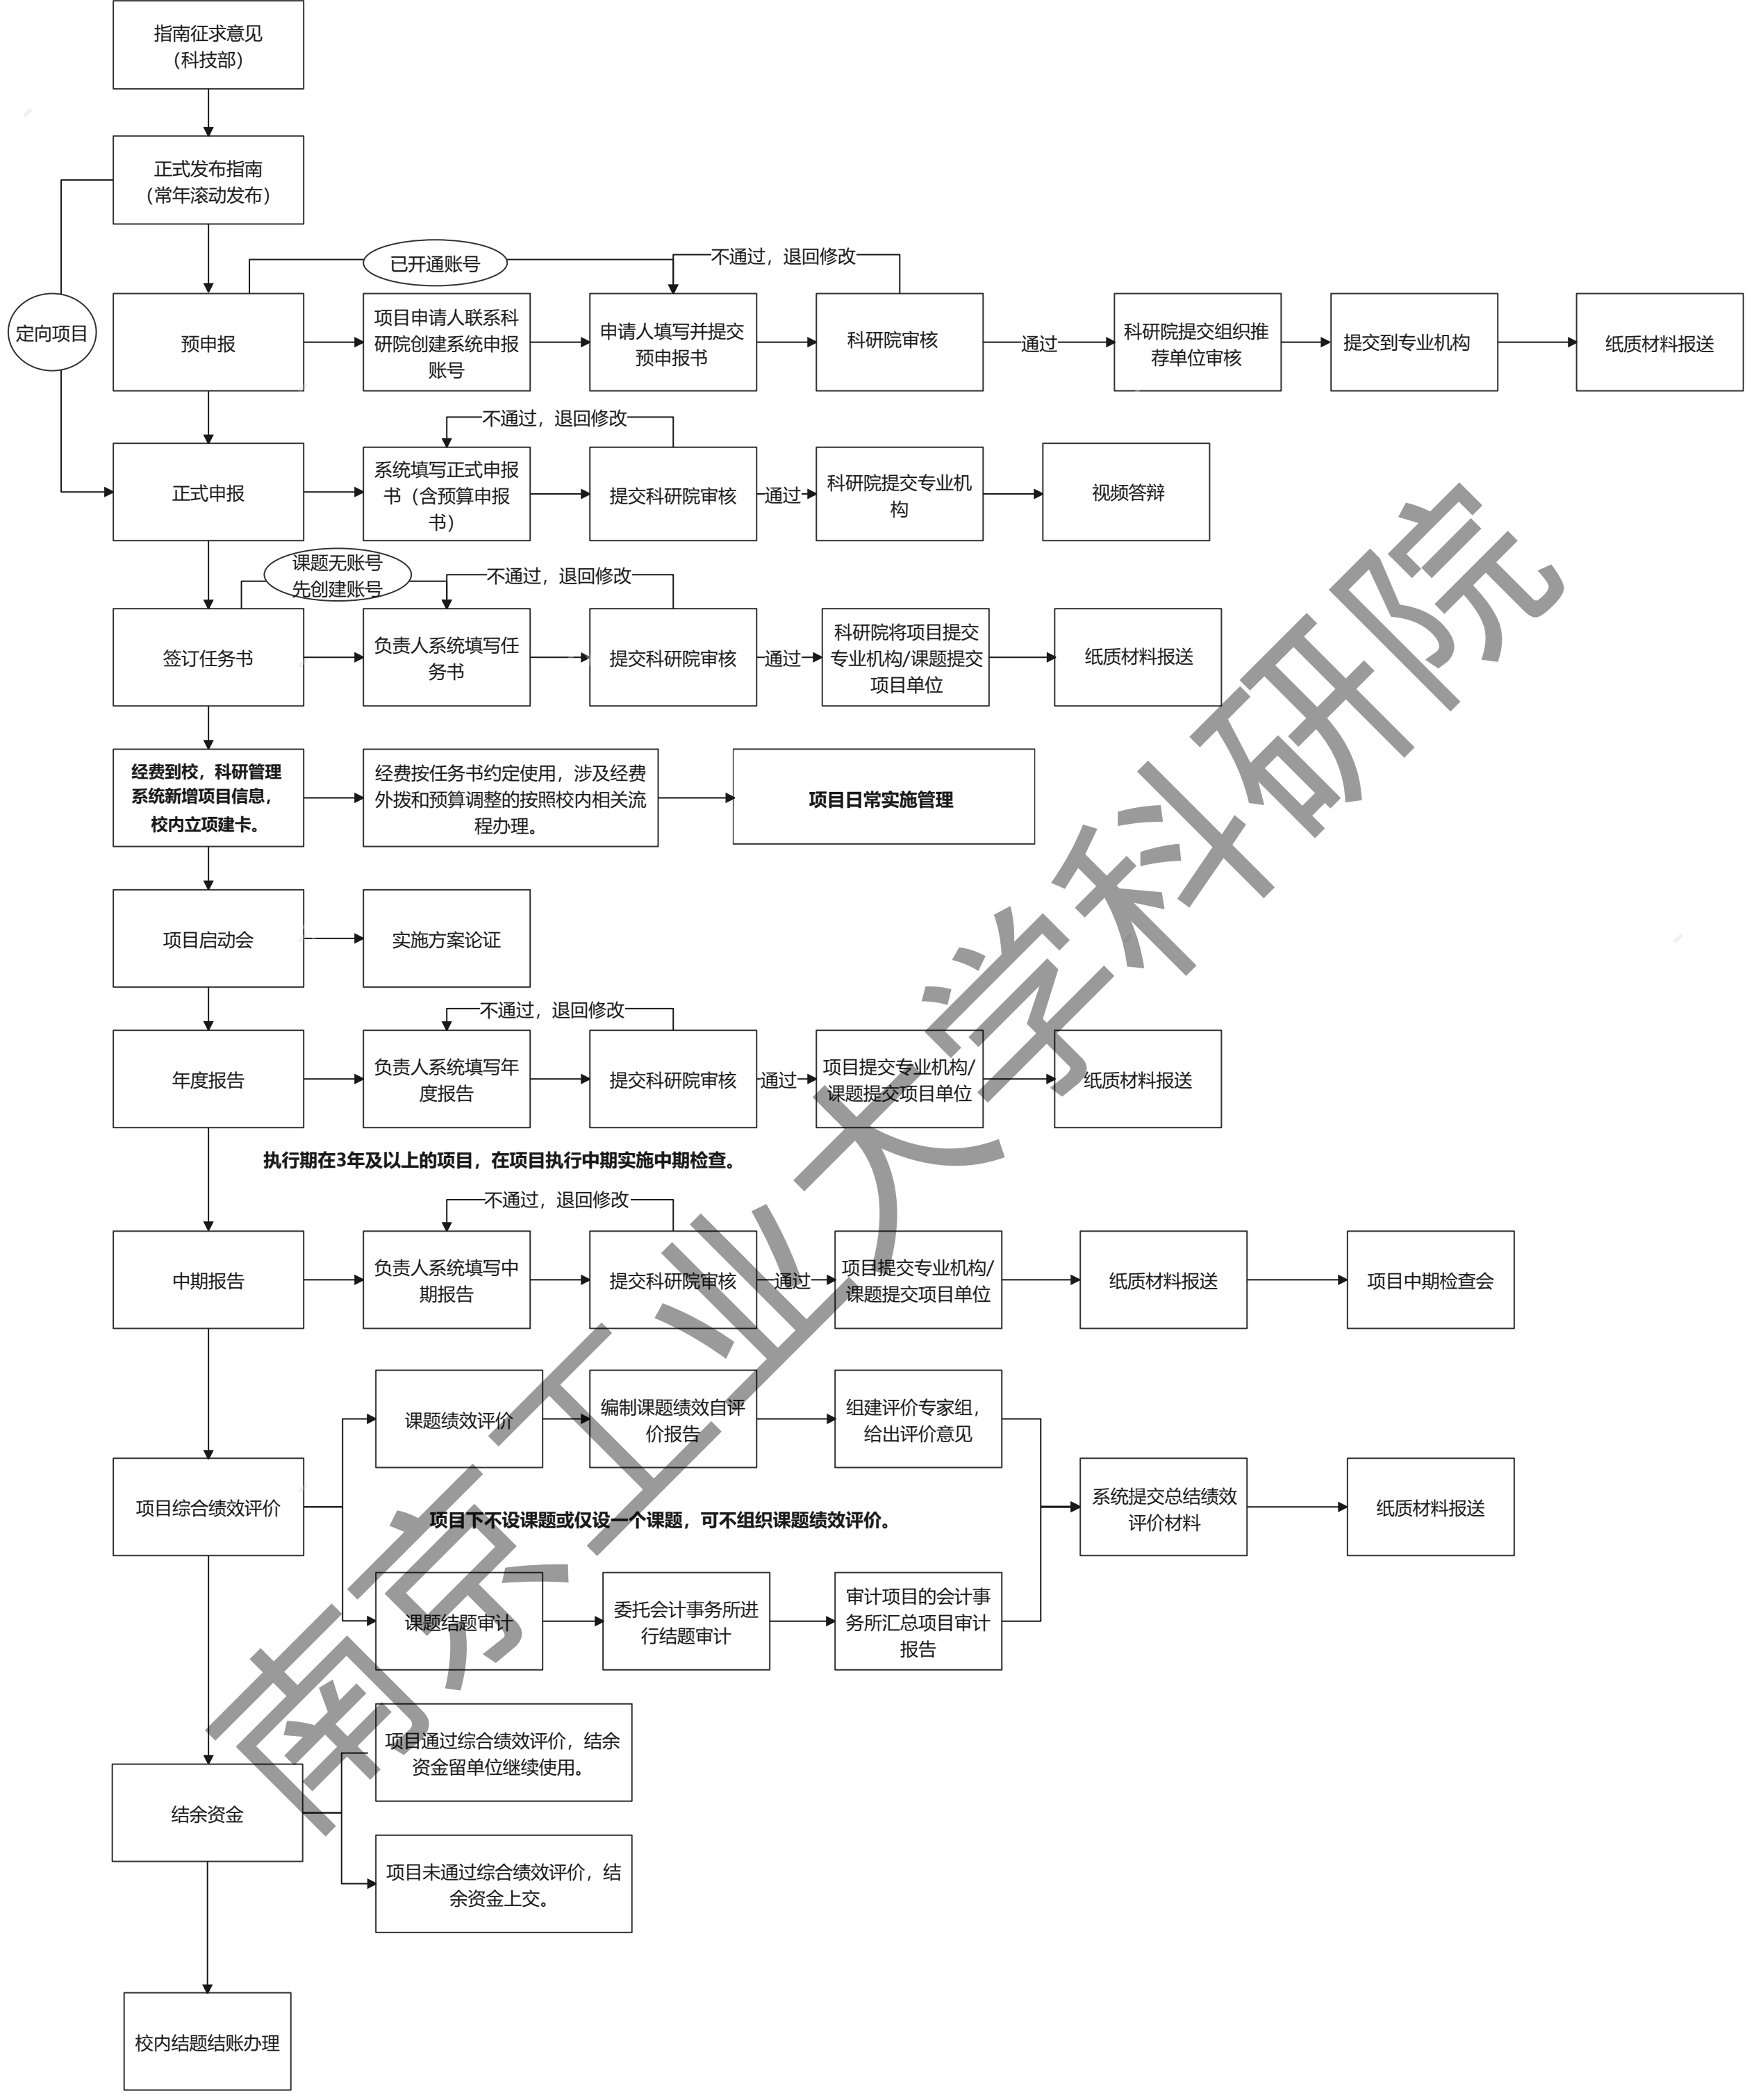 指南征求意见
（科技部）
正式发布指南
（常年滚动发布）
定向项目
已开通账号
不通过，退回修改
预申报
项目申请人联系科
研院创建系统申报
账号
申请人填写并提交
预申报书
科研院审核
通过
科研院提交组织推
荐单位审核
提交到专业机构
纸质材料报送
不通过，退回修改
正式申报
系统填写正式申报
书（含预算申报
书）
提交科研院审核
通过
科研院提交专业机
构
视频答辩
课题无账号
先创建账号
不通过，退回修改
签订任务书
负责人系统填写任
务书
提交科研院审核
通过
科研院将项目提交
专业机构/课题提交
项目单位
纸质材料报送
经费到校，科研管理
系统新增项目信息，
校内立项建卡。
经费按任务书约定使用，涉及经费
外拨和预算调整的按照校内相关流
程办理。
项目日常实施管理
项目启动会
实施方案论证
不通过，退回修改
年度报告
负责人系统填写年
度报告
提交科研院审核
通过
项目提交专业机构/
课题提交项目单位
纸质材料报送
执行期在3年及以上的项目，在项目执行中期实施中期检查。
不通过，退回修改
中期报告
负责人系统填写中
期报告
提交科研院审核
通过
项目提交专业机构/
课题提交项目单位
纸质材料报送
项目中期检查会
课题绩效评价
编制课题绩效自评
价报告
组建评价专家组，
给出评价意见
项目综合绩效评价
项目下不设课题或仅设一个课题，可不组织课题绩效评价。
系统提交总结绩效
评价材料
纸质材料报送
课题结题审计
委托会计事务所进
行结题审计
审计项目的会计事
务所汇总项目审计
报告
项目通过综合绩效评价，结余
资金留单位继续使用。
结余资金
项目未通过综合绩效评价，结
余资金上交。
校内结题结账办理
南京工业大学科研院